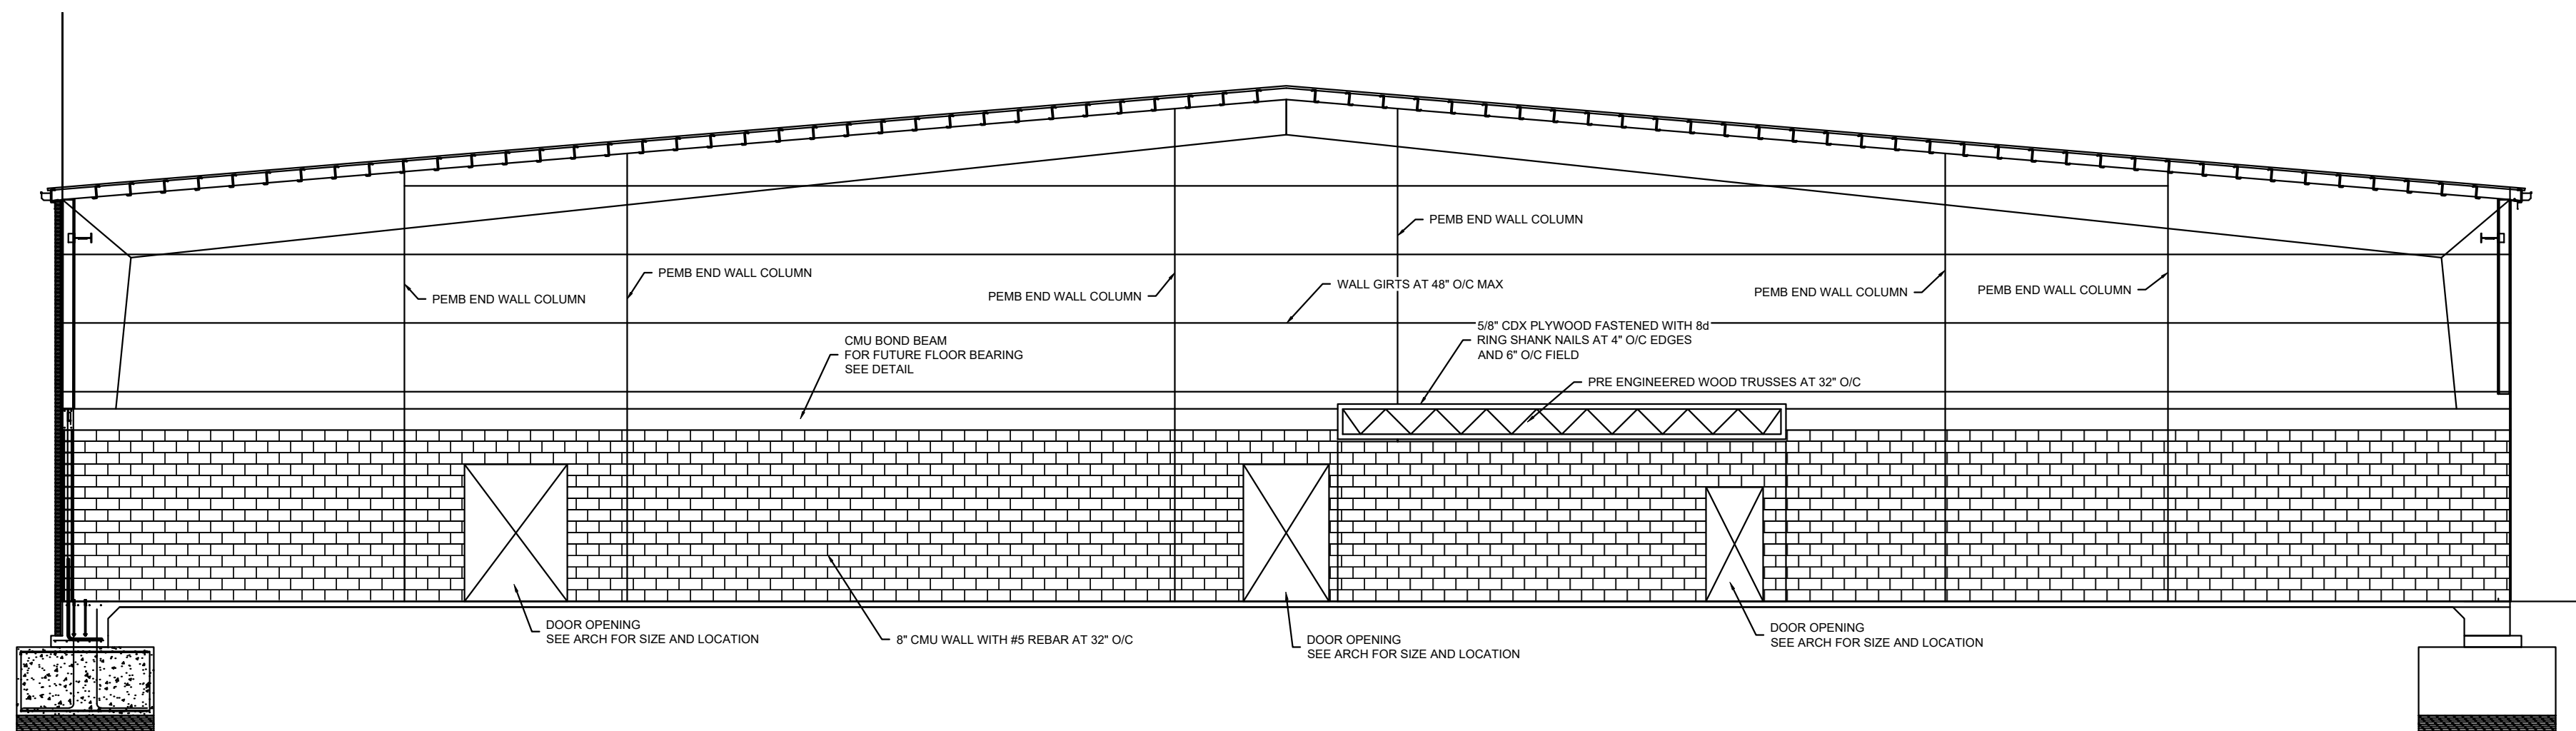 PEMB END WALL COLUMN
PEMB END WALL COLUMN
PEMB END WALL COLUMN
PEMB END WALL COLUMN
PEMB END WALL COLUMN
PEMB END WALL COLUMN
WALL GIRTS AT 48" O/C MAX
5/8" CDX PLYWOOD FASTENED WITH 8d
RING SHANK NAILS AT 4" O/C EDGES
AND 6" O/C FIELD
CMU BOND BEAM
FOR FUTURE FLOOR BEARING
SEE DETAIL
PRE ENGINEERED WOOD TRUSSES AT 32" O/C
DOOR OPENING
SEE ARCH FOR SIZE AND LOCATION
8" CMU WALL WITH #5 REBAR AT 32" O/C
DOOR OPENING
SEE ARCH FOR SIZE AND LOCATION
DOOR OPENING
SEE ARCH FOR SIZE AND LOCATION